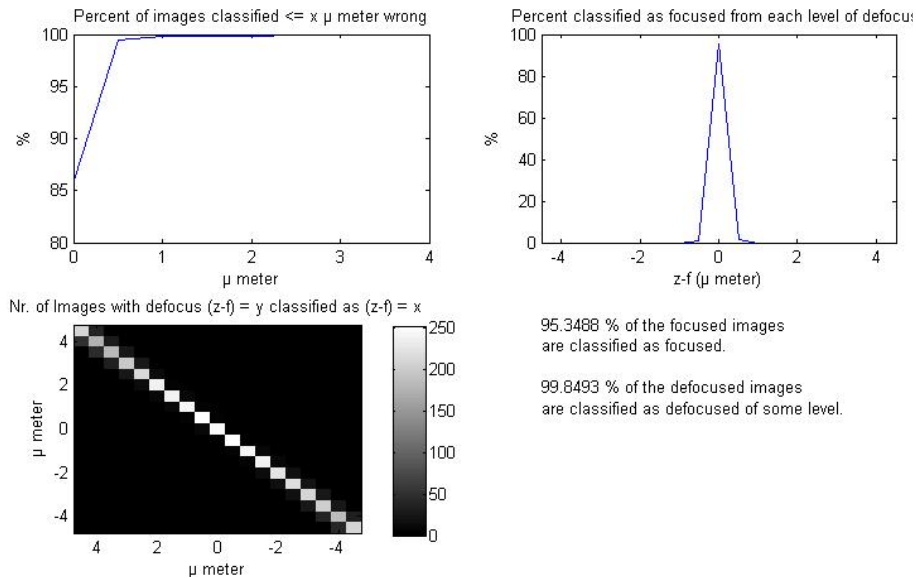 Percent of images classified <= x µ meter wrong
100
95
90
85
80
%
0 1 2 3 4
µ meter
Percent classified as focused from each level of defocus
100
80
60
40
20
0
%
-4 -2 0 2 4
z-f (µ meter)
Nr. of Images with defocus (z-f) = y classified as (z-f) = x
4
2
0
-2
-4
µ meter
4 2 0 -2 -4
µ meter
250
200
150
100
50
0
95.3488 % of the focused images
are classified as focused.
99.8493 % of the defocused images
are classified as defocused of some level.